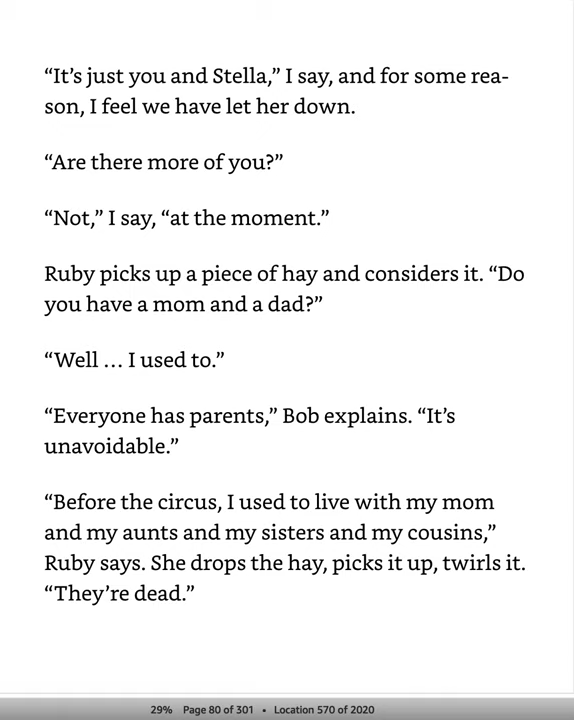 “It’s just you and Stella,” I say, and for some rea-
son, I feel we have let her down.
“Are there more of you?”
“Not,” I say, “at the moment.”
Ruby picks up a piece of hay and considers it. “Do
you have a mom and a dad?”
“Well … I used to.”
“Everyone has parents,” Bob explains. “It’s
unavoidable.”
“Before the circus, I used to live with my mom
and my aunts and my sisters and my cousins,”
Ruby says. She drops the hay, picks it up, twirls it.
“They’re dead.”
29% Page 80 of 301 • Location 570 of 2020